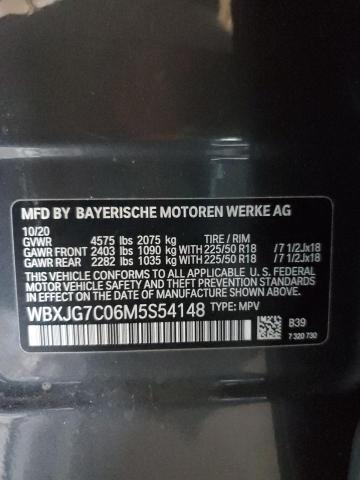 MFD BY BAYERISCHE MOTOREN WERKE AG
10/20
GVWR 4575 lbs 2075 kg TIRE / RIM
GAWR FRONT 2403 lbs 1090 kg WITH 225/50 R18 /7 1/2Jx18
GAWR REAR 2282 lbs 1035 kg WITH 225/50 R18 /7 1/2Jx18
THIS VEHICLE CONFORMS TO ALL APPLICABLE U. S. FEDERAL
MOTOR VEHICLE SAFETY, BUMPER, AND THEFT PREVENTION
STANDARDS IN EFFECT ON THE DATE OF MANUFACTURE SHOWN ABOVE.
WBXJG7C06M5S54148 TYPE: MPV
B39
7 320 730